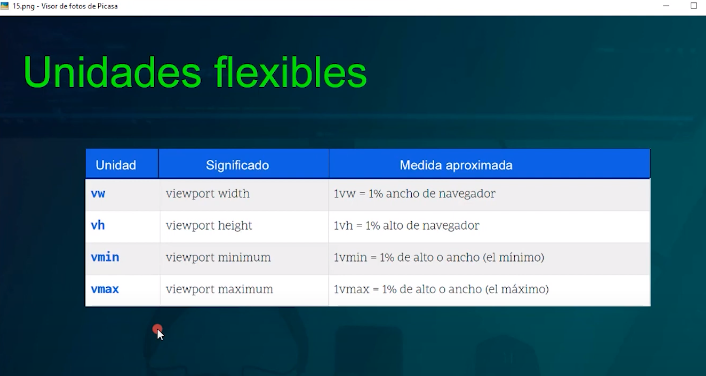 15.png - Visor de fotos de Picasa
Unidades flexibles
Unidad Significado Medida aproximada
vw viewport width 1vw = 1% ancho de navegador
vh viewport height 1vh = 1% alto de navegador
vmin viewport minimum 1vmin = 1% de alto o ancho (el mínimo)
vmax viewport maximum 1vmax = 1% de alto o ancho (el máximo)